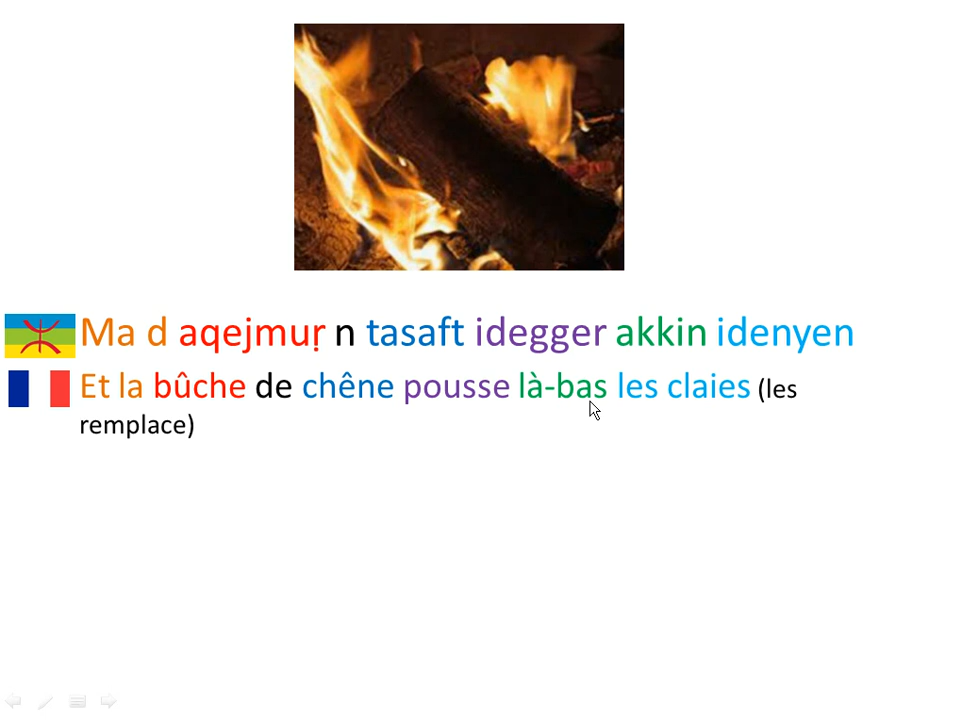 Ma d aqejmuṛ n tasaft idegger akkin idenyen
Et la bûche de chêne pousse là-bas les claies (les
remplace)